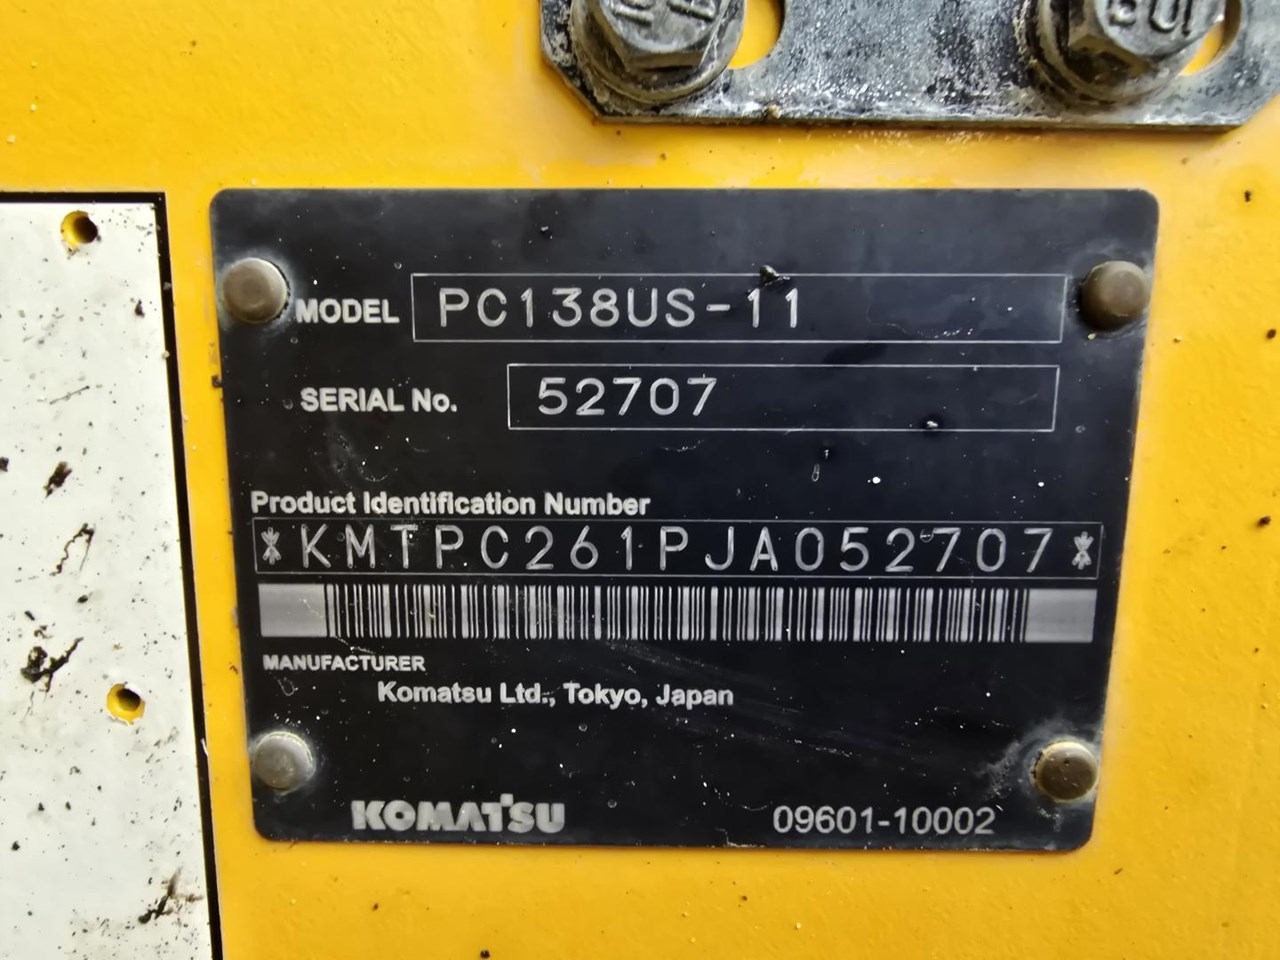 MODEL PC138US-11
SERIAL No. 52707
Product Identification Number
*KMTPC261PJA052707*
MANUFACTURER
Komatsu Ltd., Tokyo, Japan
KOMATSU 09601-10002